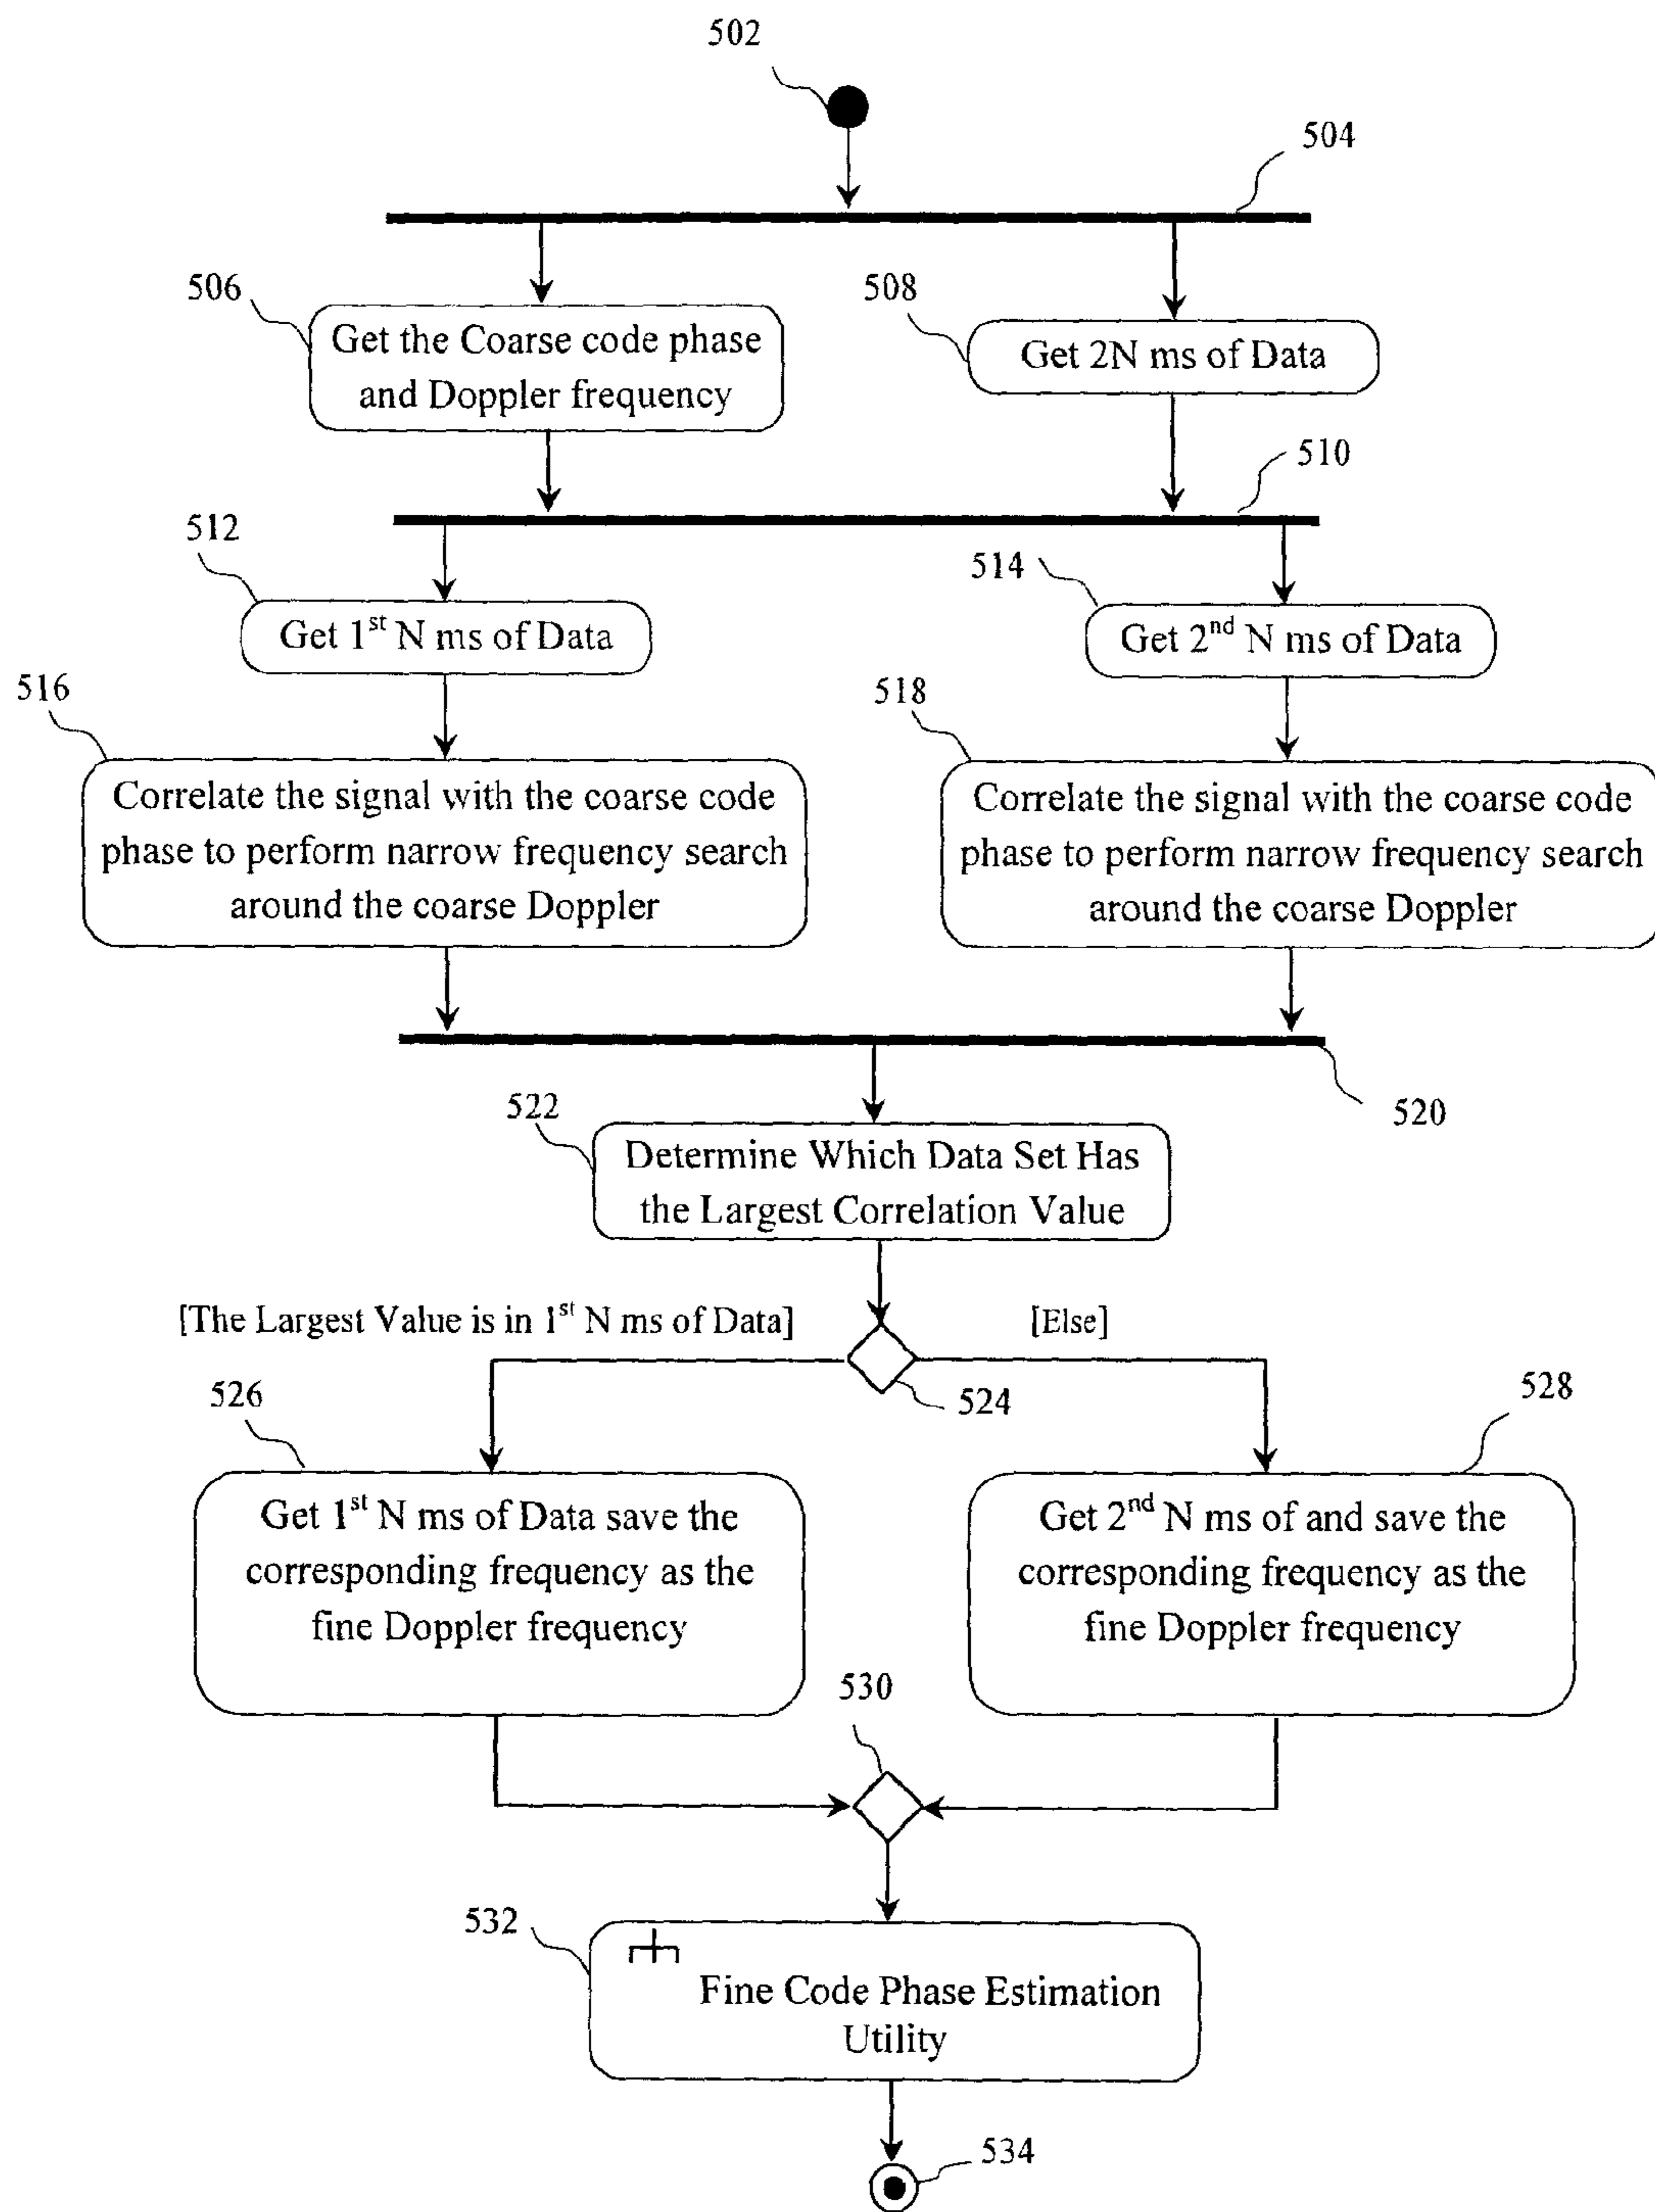 502
504
506
Get the Coarse code phase
and Doppler frequency
508
Get 2N ms of Data
510
512
Get 1st N ms of Data
514
Get 2nd N ms of Data
516
Correlate the signal with the coarse code
phase to perform narrow frequency search
around the coarse Doppler
518
Correlate the signal with the coarse code
phase to perform narrow frequency search
around the coarse Doppler
520
522
Determine Which Data Set Has
the Largest Correlation Value
[The Largest Value is in 1st N ms of Data]
[Else]
524
526
Get 1st N ms of Data save the
corresponding frequency as the
fine Doppler frequency
528
Get 2nd N ms of and save the
corresponding frequency as the
fine Doppler frequency
530
532
Fine Code Phase Estimation
Utility
534